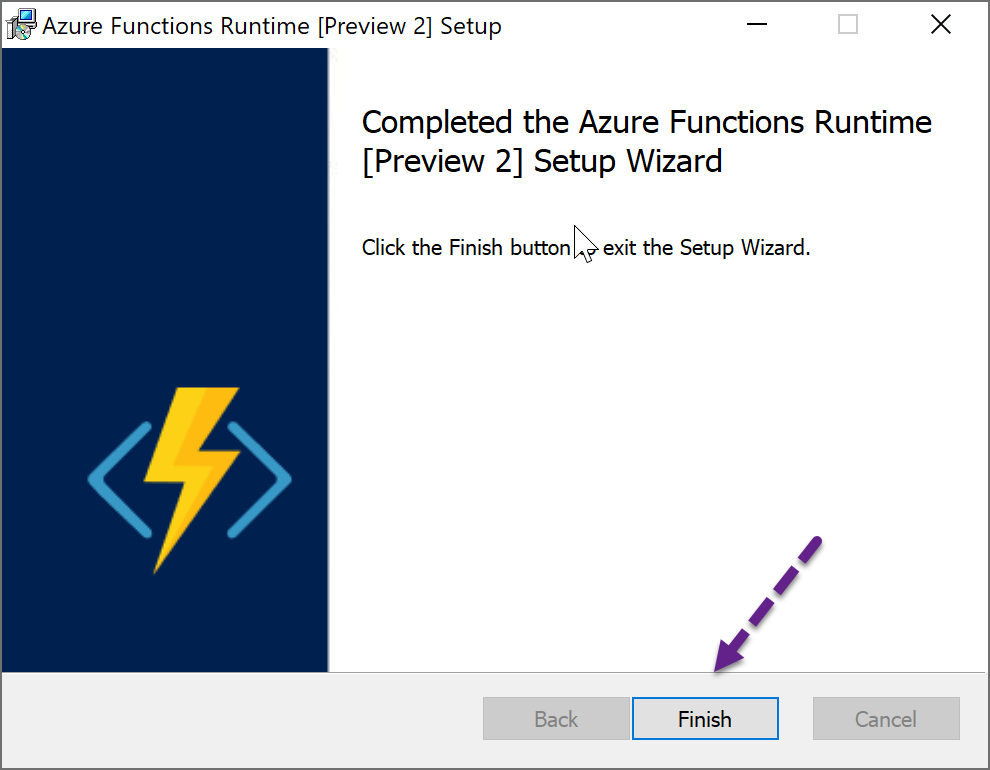 Azure Functions Runtime [Preview 2] Setup
Completed the Azure Functions Runtime
[Preview 2] Setup Wizard
Click the Finish button exit the Setup Wizard.
Back
Finish
Cancel